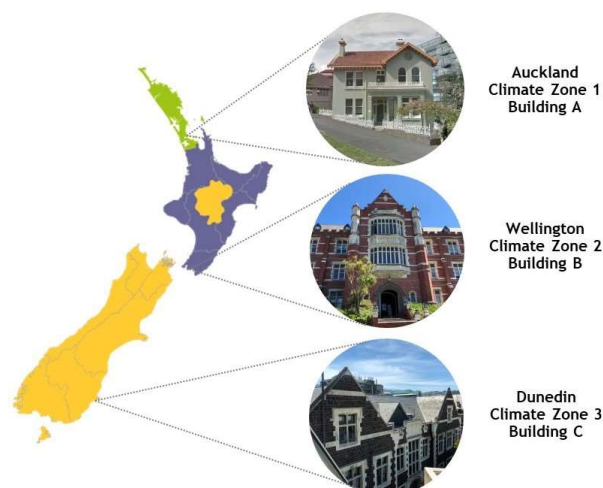 Auckland
Climate Zone 1
Building A
Wellington
Climate Zone 2
Building B
Dunedin
Climate Zone 3
Building C